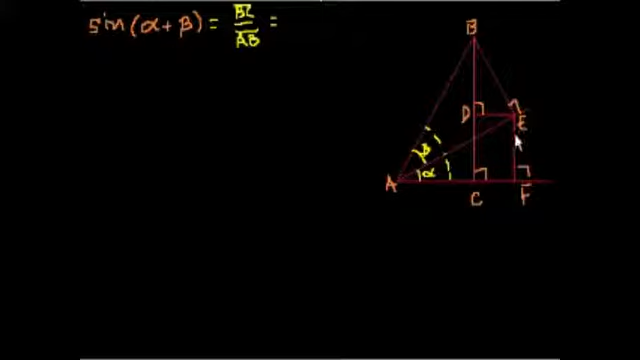 sin(α + β) = BC/AB =
B
D
E
β
α
A
C
F